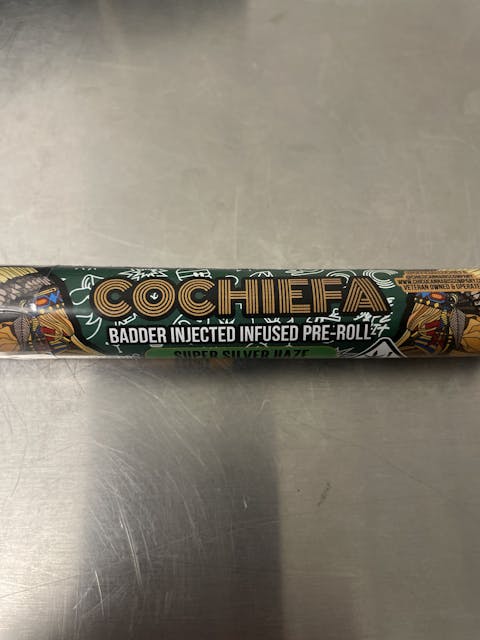 COCHIEFA
BADDER INJECTED INFUSED PRE-ROLL
SUPER SILVER HAZE
VETERAN OWNED & OPERATED